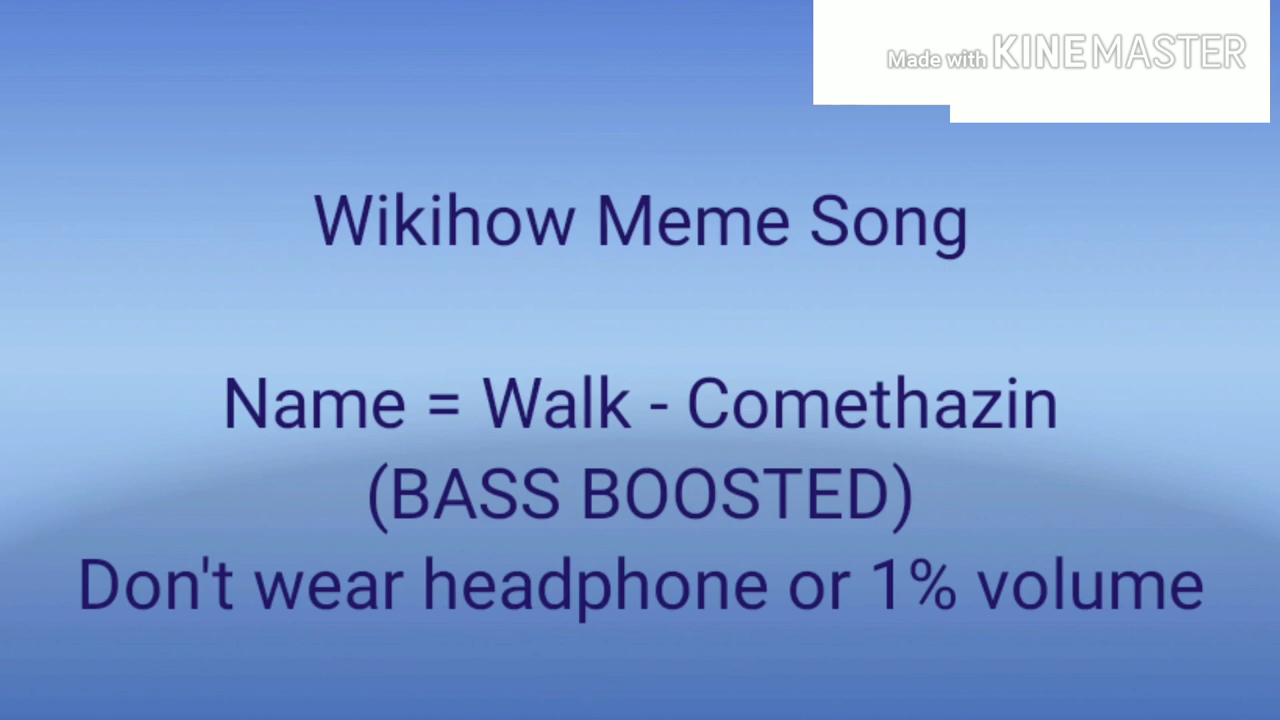 Made with KINEMASTER
Wikihow Meme Song
Name = Walk - Comethazin
(BASS BOOSTED)
Don't wear headphone or 1% volume